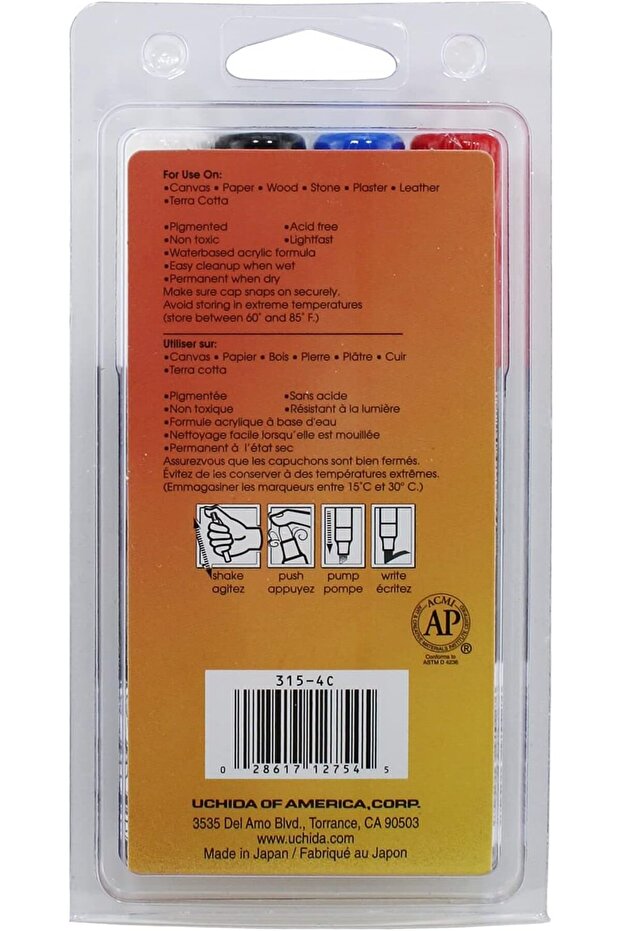 For Use On:
•Canvas • Paper • Wood • Stone • Plaster • Leather
•Terra Cotta
•Pigmented •Acid free
•Non toxic •Lightfast
•Waterbased acrylic formula
•Easy cleanup when wet
•Permanent when dry
Make sure cap snaps on securely.
Avoid storing in extreme temperatures
(store between 60° and 85° F.)
Utiliser sur:
•Canvas • Papier • Bois • Pierre • Plâtre • Cuir
•Terra cotta
•Pigmentée •Sans acide
•Non toxique •Résistant à la lumière
•Formule acrylique à base d'eau
•Nettoyage facile lorsqu'elle est mouillée
•Permanent à l'état sec
Assurezvous que les capuchons sont bien fermés.
Évitez de les conserver à des températures extrêmes.
(Emmagasiner les marqueurs entre 15°C et 30° C.)
shake push pump write
agitez appuyez pompe écritez
ACMI
AP
ART & CREATIVE MATERIALS INSTITUTE CERTIFIED
®
Conforms to
ASTM D 4236
315-4C
0 28617 12754 5
UCHIDA OF AMERICA, CORP.
3535 Del Amo Blvd., Torrance, CA 90503
www.uchida.com
Made in Japan / Fabriqué au Japon